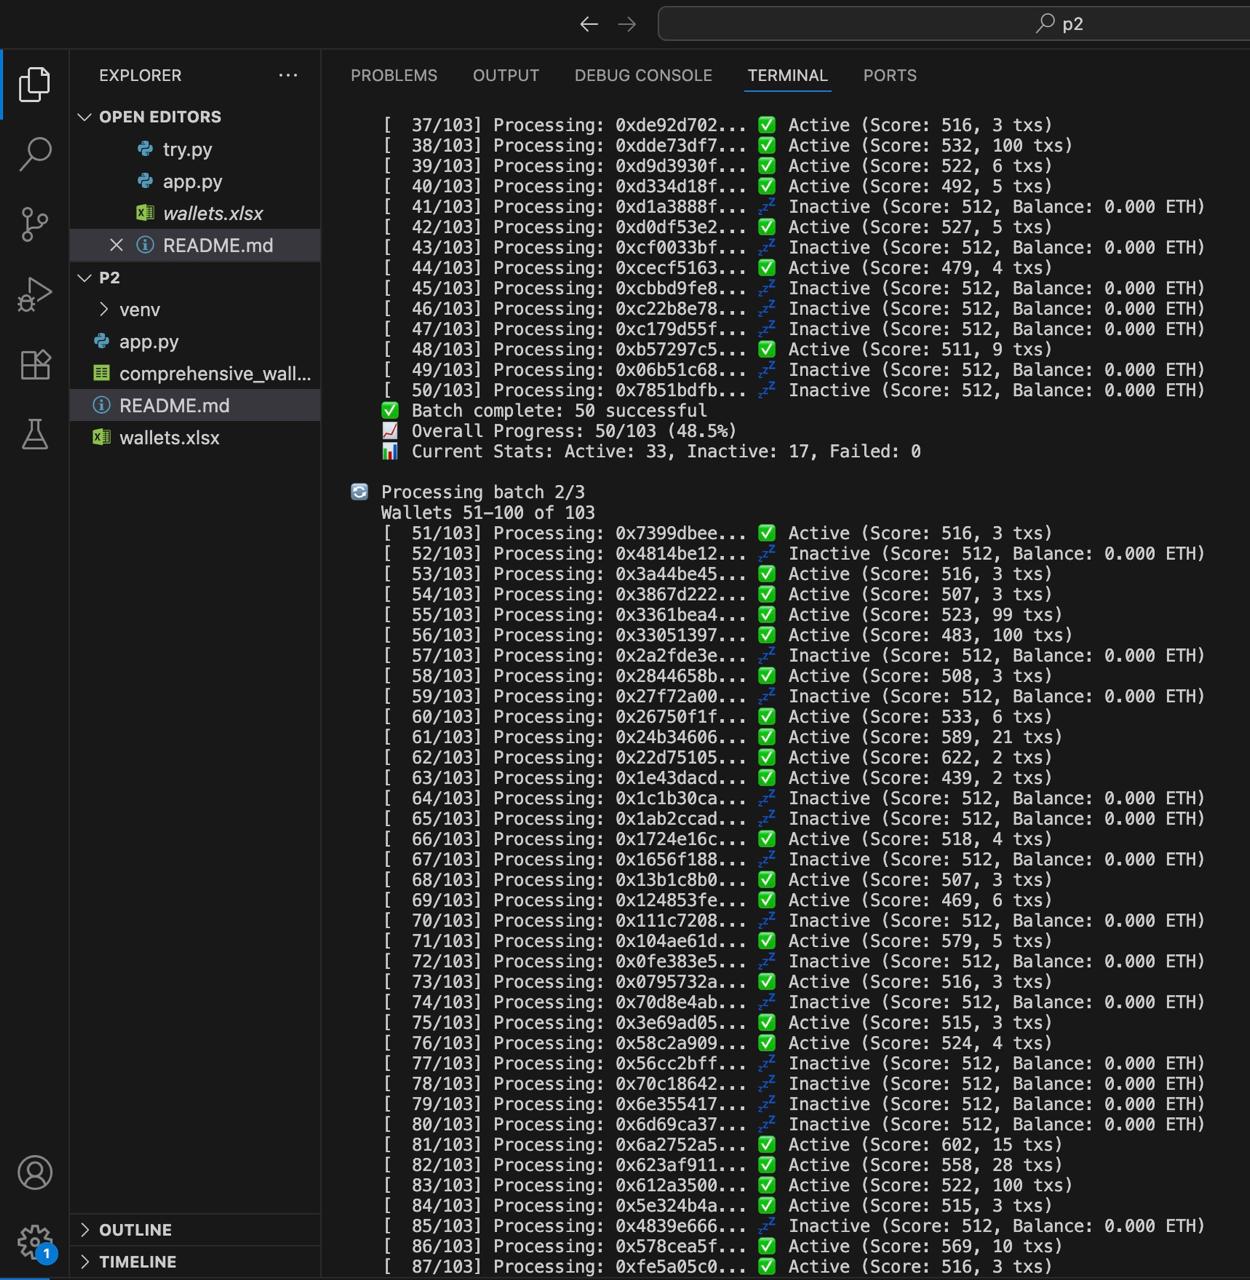 p2
EXPLORER
OPEN EDITORS
try.py
app.py
wallets.xlsx
README.md
P2
venv
app.py
comprehensive_wall...
README.md
wallets.xlsx
OUTLINE
TIMELINE
1
PROBLEMS OUTPUT DEBUG CONSOLE TERMINAL PORTS
[ 37/103] Processing: 0xde92d702... ✅ Active (Score: 516, 3 txs)
[ 38/103] Processing: 0xdde73df7... ✅ Active (Score: 532, 100 txs)
[ 39/103] Processing: 0xd9d3930f... ✅ Active (Score: 522, 6 txs)
[ 40/103] Processing: 0xd334d18f... ✅ Active (Score: 492, 5 txs)
[ 41/103] Processing: 0xd1a3888f... 💤 Inactive (Score: 512, Balance: 0.000 ETH)
[ 42/103] Processing: 0xd0df53e2... ✅ Active (Score: 527, 5 txs)
[ 43/103] Processing: 0xcf0033bf... 💤 Inactive (Score: 512, Balance: 0.000 ETH)
[ 44/103] Processing: 0xcecf5163... ✅ Active (Score: 479, 4 txs)
[ 45/103] Processing: 0xcbbd9fe8... 💤 Inactive (Score: 512, Balance: 0.000 ETH)
[ 46/103] Processing: 0xc22b8e78... 💤 Inactive (Score: 512, Balance: 0.000 ETH)
[ 47/103] Processing: 0xc179d55f... 💤 Inactive (Score: 512, Balance: 0.000 ETH)
[ 48/103] Processing: 0xb57297c5... ✅ Active (Score: 511, 9 txs)
[ 49/103] Processing: 0x06b51c68... 💤 Inactive (Score: 512, Balance: 0.000 ETH)
[ 50/103] Processing: 0x7851bdfb... 💤 Inactive (Score: 512, Balance: 0.000 ETH)
✅ Batch complete: 50 successful
📈 Overall Progress: 50/103 (48.5%)
📊 Current Stats: Active: 33, Inactive: 17, Failed: 0
🔄 Processing batch 2/3
Wallets 51-100 of 103
[ 51/103] Processing: 0x7399dbee... ✅ Active (Score: 516, 3 txs)
[ 52/103] Processing: 0x4814be12... 💤 Inactive (Score: 512, Balance: 0.000 ETH)
[ 53/103] Processing: 0x3a44be45... ✅ Active (Score: 516, 3 txs)
[ 54/103] Processing: 0x3867d222... ✅ Active (Score: 507, 3 txs)
[ 55/103] Processing: 0x3361bea4... ✅ Active (Score: 523, 99 txs)
[ 56/103] Processing: 0x33051397... ✅ Active (Score: 483, 100 txs)
[ 57/103] Processing: 0x2a2fde3e... 💤 Inactive (Score: 512, Balance: 0.000 ETH)
[ 58/103] Processing: 0x2844658b... ✅ Active (Score: 508, 3 txs)
[ 59/103] Processing: 0x27f72a00... 💤 Inactive (Score: 512, Balance: 0.000 ETH)
[ 60/103] Processing: 0x26750f1f... ✅ Active (Score: 533, 6 txs)
[ 61/103] Processing: 0x24b34606... ✅ Active (Score: 589, 21 txs)
[ 62/103] Processing: 0x22d75105... ✅ Active (Score: 622, 2 txs)
[ 63/103] Processing: 0x1e43dacd... ✅ Active (Score: 439, 2 txs)
[ 64/103] Processing: 0x1c1b30ca... 💤 Inactive (Score: 512, Balance: 0.000 ETH)
[ 65/103] Processing: 0x1ab2ccad... 💤 Inactive (Score: 512, Balance: 0.000 ETH)
[ 66/103] Processing: 0x1724e16c... ✅ Active (Score: 518, 4 txs)
[ 67/103] Processing: 0x1656f188... 💤 Inactive (Score: 512, Balance: 0.000 ETH)
[ 68/103] Processing: 0x13b1c8b0... ✅ Active (Score: 507, 3 txs)
[ 69/103] Processing: 0x124853fe... ✅ Active (Score: 469, 6 txs)
[ 70/103] Processing: 0x111c7208... 💤 Inactive (Score: 512, Balance: 0.000 ETH)
[ 71/103] Processing: 0x104ae61d... ✅ Active (Score: 579, 5 txs)
[ 72/103] Processing: 0x0fe383e5... 💤 Inactive (Score: 512, Balance: 0.000 ETH)
[ 73/103] Processing: 0x0795732a... ✅ Active (Score: 516, 3 txs)
[ 74/103] Processing: 0x70d8e4ab... 💤 Inactive (Score: 512, Balance: 0.000 ETH)
[ 75/103] Processing: 0x3e69ad05... ✅ Active (Score: 515, 3 txs)
[ 76/103] Processing: 0x58c2a909... ✅ Active (Score: 524, 4 txs)
[ 77/103] Processing: 0x56cc2bff... 💤 Inactive (Score: 512, Balance: 0.000 ETH)
[ 78/103] Processing: 0x70c18642... 💤 Inactive (Score: 512, Balance: 0.000 ETH)
[ 79/103] Processing: 0x6e355417... 💤 Inactive (Score: 512, Balance: 0.000 ETH)
[ 80/103] Processing: 0x6d69ca37... 💤 Inactive (Score: 512, Balance: 0.000 ETH)
[ 81/103] Processing: 0x6a2752a5... ✅ Active (Score: 602, 15 txs)
[ 82/103] Processing: 0x623af911... ✅ Active (Score: 558, 28 txs)
[ 83/103] Processing: 0x612a3500... ✅ Active (Score: 522, 100 txs)
[ 84/103] Processing: 0x5e324b4a... ✅ Active (Score: 515, 3 txs)
[ 85/103] Processing: 0x4839e666... 💤 Inactive (Score: 512, Balance: 0.000 ETH)
[ 86/103] Processing: 0x578cea5f... ✅ Active (Score: 569, 10 txs)
[ 87/103] Processing: 0xfe5a05c0... ✅ Active (Score: 516, 3 txs)